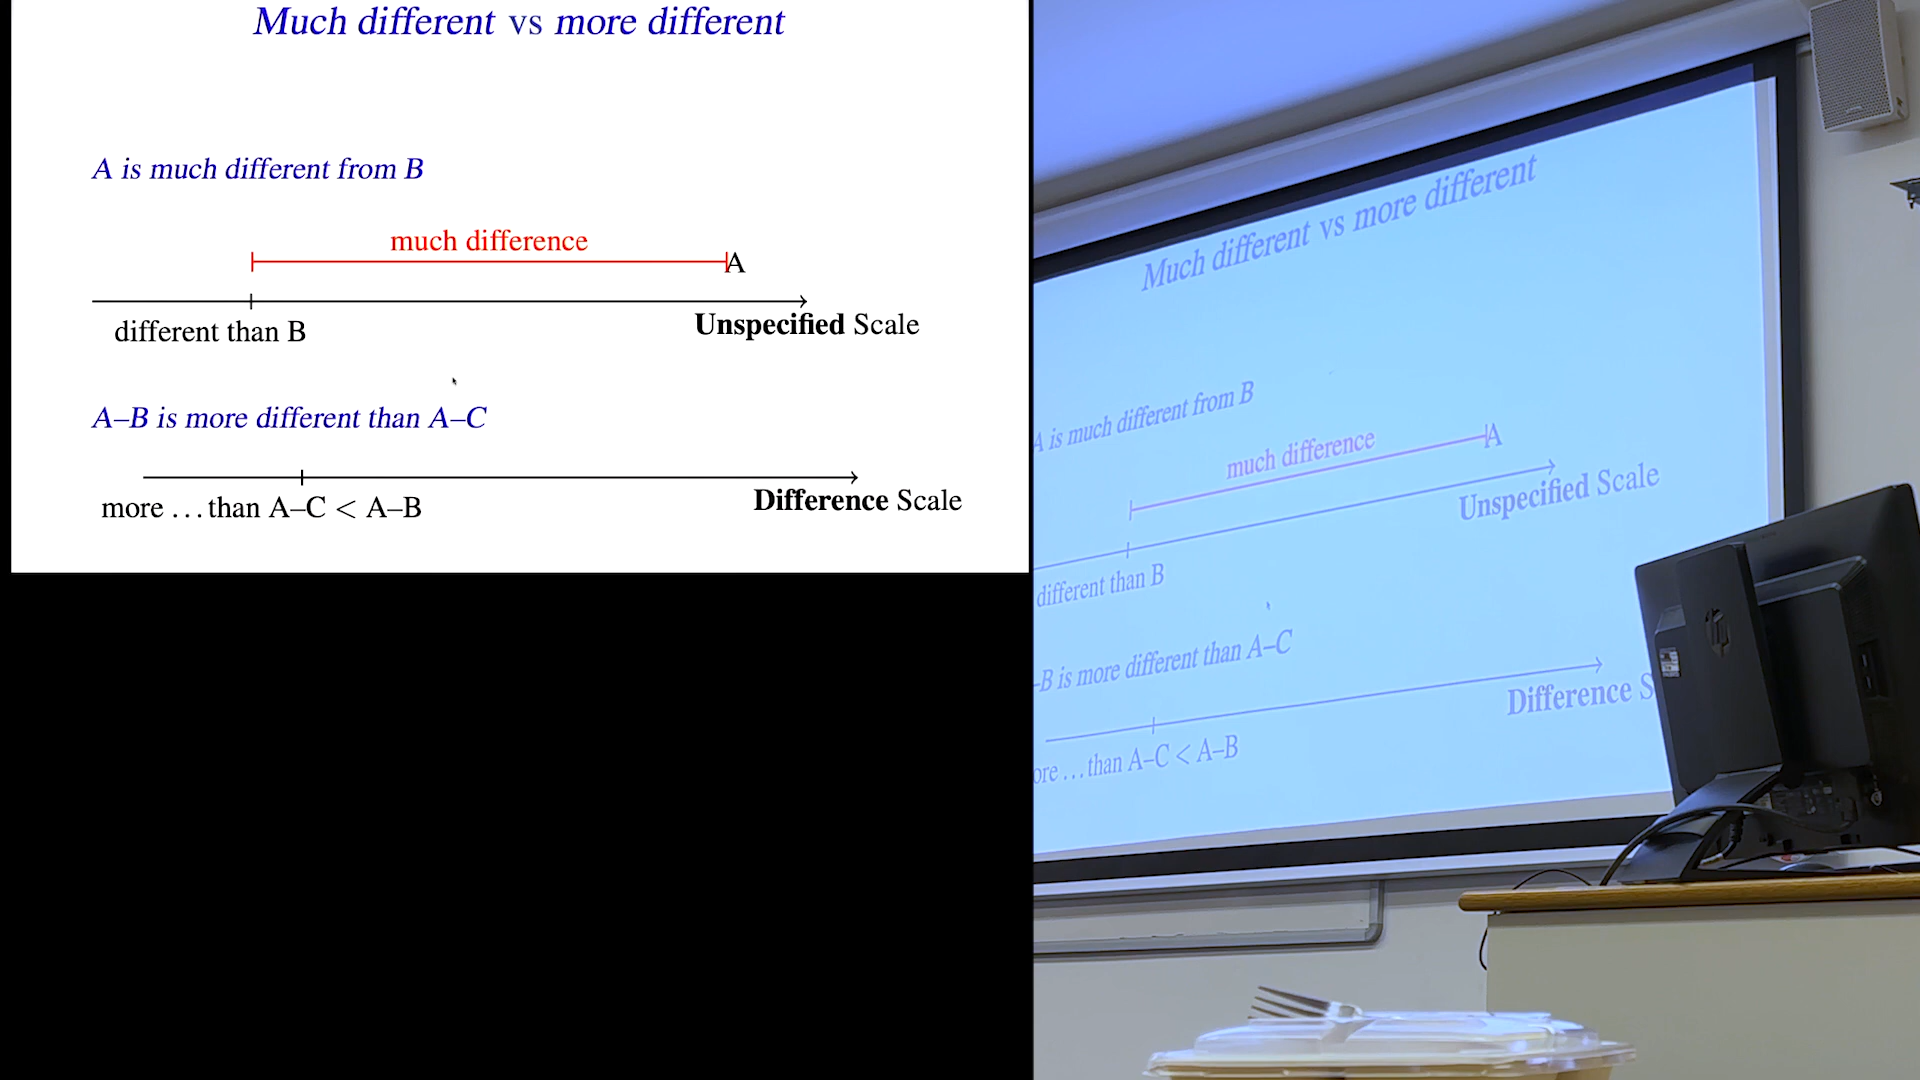 Much different vs more different
A is much different from B
much difference
A
different than B
Unspecified Scale
A–B is more different than A–C
more . . . than A–C < A–B
Difference Scale
Much different vs more different
A is much different from B
much difference
A
Unspecified Scale
different than B
–B is more different than A–C
Difference S
ore . . . than A–C < A–B
hp